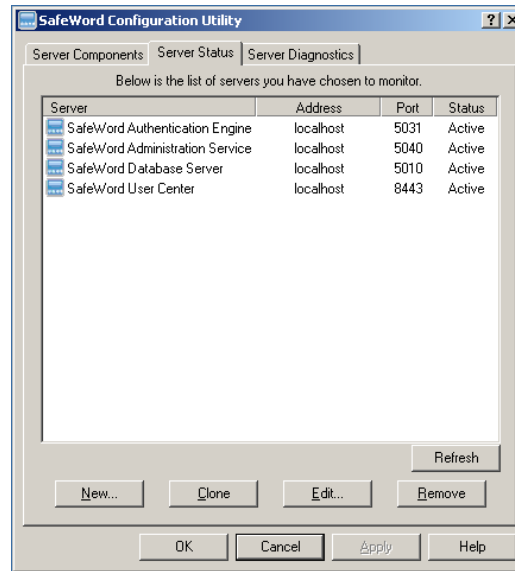 SafeWord Configuration Utility
Server Components Server Status Server Diagnostics
Below is the list of servers you have chosen to monitor.
Server Address Port Status
SafeWord Authentication Engine localhost 5031 Active
SafeWord Administration Service localhost 5040 Active
SafeWord Database Server localhost 5010 Active
SafeWord User Center localhost 8443 Active
Refresh
New... Clone Edit... Remove
OK Cancel Apply Help